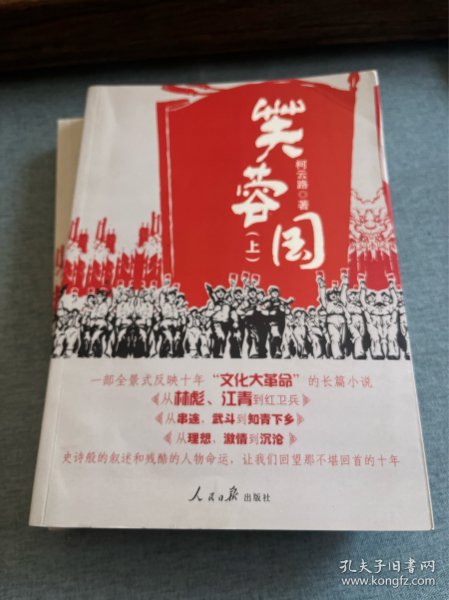 芙蓉国
(上)
柯云路◎著
一部全景式反映十年“文化大革命”的长篇小说
从林彪、江青到红卫兵
从串连、武斗到知青下乡
从理想、激情到沉沦
史诗般的叙述和残酷的人物命运，让我们回望那不堪回首的十年
人民日报出版社
孔夫子旧书网
www.kongfz.com